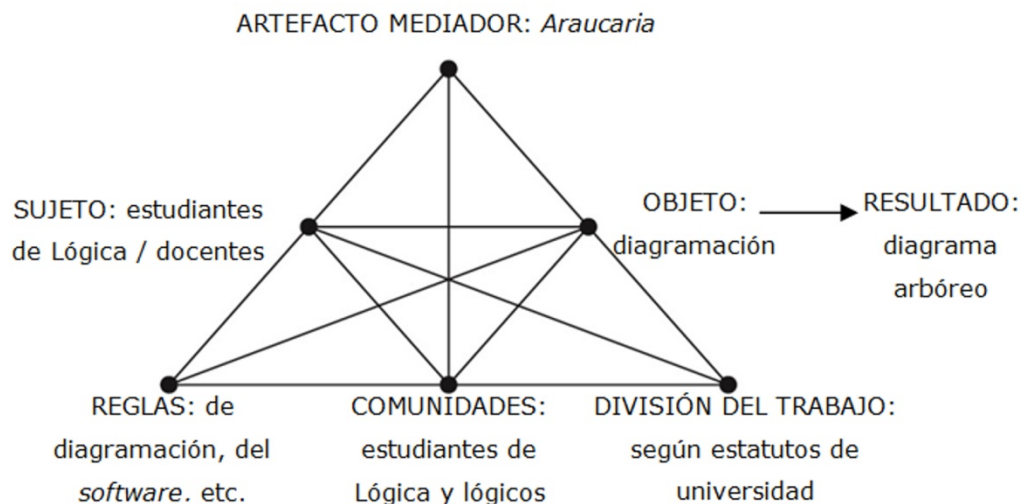 ARTEFACTO MEDIADOR: Araucaria
SUJETO: estudiantes
de Lógica / docentes
OBJETO:
diagramación
RESULTADO:
diagrama
arbóreo
REGLAS: de
diagramación, del
software. etc.
COMUNIDADES:
estudiantes de
Lógica y lógicos
DIVISIÓN DEL TRABAJO:
según estatutos de
universidad